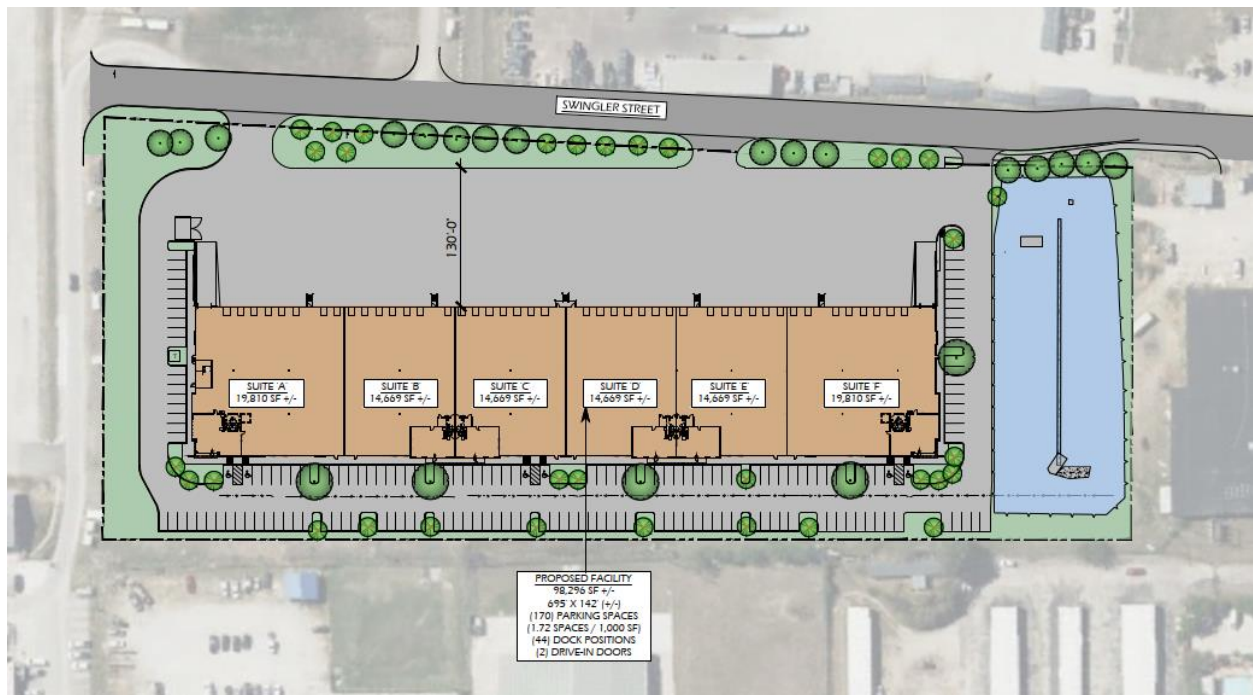 SWINGLER STREET
130'-0"
SUITE 'A'
19,810 SF +/-
SUITE 'B'
14,669 SF +/-
SUITE 'C'
14,669 SF +/-
SUITE 'D'
14,669 SF +/-
SUITE 'E'
14,669 SF +/-
SUITE 'F'
19,810 SF +/-
PROPOSED FACILITY
98,296 SF +/-
695' X 142' (+/-)
(170) PARKING SPACES
(1.72 SPACES / 1,000 SF)
(44) DOCK POSITIONS
(2) DRIVE-IN DOORS